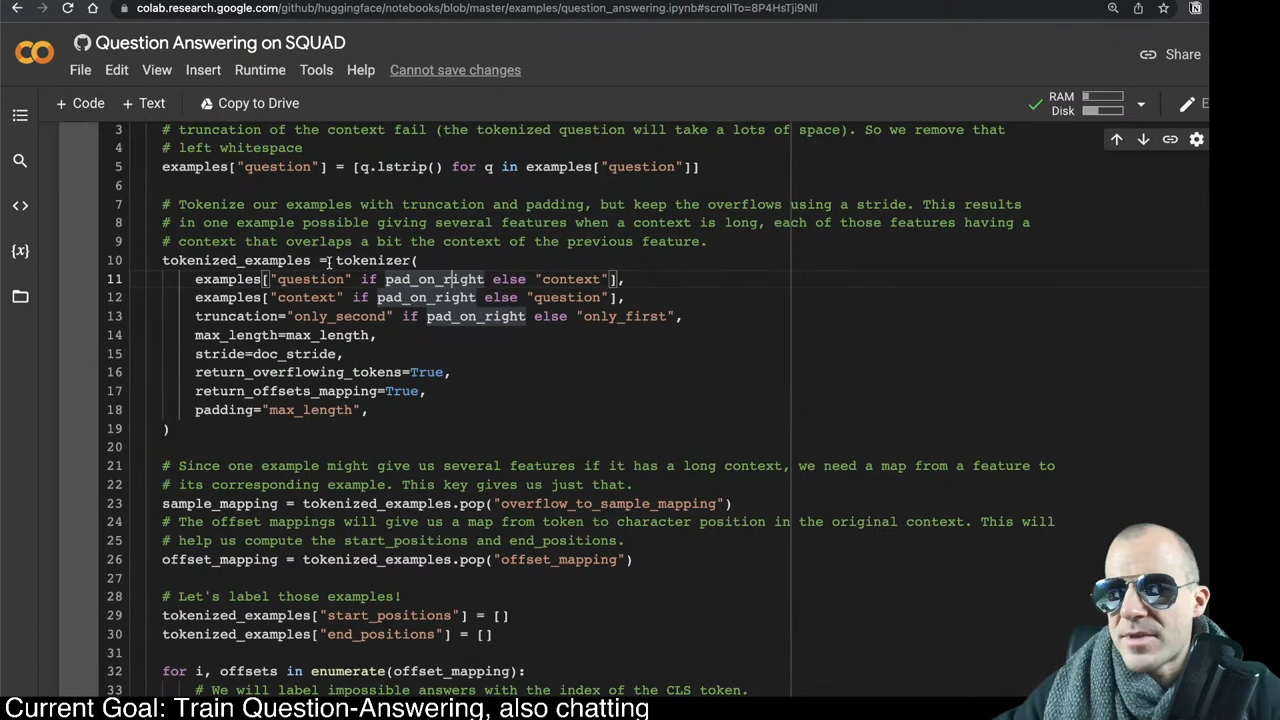 colab.research.google.com/github/huggingface/notebooks/blob/master/examples/question_answering.ipynb#scrollTo=8P4HsTji9Nll
Question Answering on SQUAD
File Edit View Insert Runtime Tools Help Cannot save changes
Share
+ Code + Text Copy to Drive
RAM
Disk
3 # truncation of the context fail (the tokenized question will take a lots of space). So we remove that
4 # left whitespace
5 examples["question"] = [q.lstrip() for q in examples["question"]]
6
7 # Tokenize our examples with truncation and padding, but keep the overflows using a stride. This results
8 # in one example possible giving several features when a context is long, each of those features having a
9 # context that overlaps a bit the context of the previous feature.
10 tokenized_examples = tokenizer(
11 examples["question" if pad_on_right else "context"],
12 examples["context" if pad_on_right else "question"],
13 truncation="only_second" if pad_on_right else "only_first",
14 max_length=max_length,
15 stride=doc_stride,
16 return_overflowing_tokens=True,
17 return_offsets_mapping=True,
18 padding="max_length",
19 )
20
21 # Since one example might give us several features if it has a long context, we need a map from a feature to
22 # its corresponding example. This key gives us just that.
23 sample_mapping = tokenized_examples.pop("overflow_to_sample_mapping")
24 # The offset mappings will give us a map from token to character position in the original context. This will
25 # help us compute the start_positions and end_positions.
26 offset_mapping = tokenized_examples.pop("offset_mapping")
27
28 # Let's label those examples!
29 tokenized_examples["start_positions"] = []
30 tokenized_examples["end_positions"] = []
31
32 for i, offsets in enumerate(offset_mapping):
33 # We will label impossible answers with the index of the CLS token.
Current Goal: Train Question-Answering, also chatting